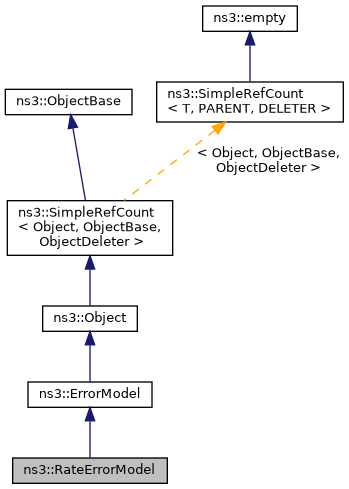 ns3::empty
ns3::ObjectBase
ns3::SimpleRefCount
< T, PARENT, DELETER >
< Object, ObjectBase,
ObjectDeleter >
ns3::SimpleRefCount
< Object, ObjectBase,
ObjectDeleter >
ns3::Object
ns3::ErrorModel
ns3::RateErrorModel